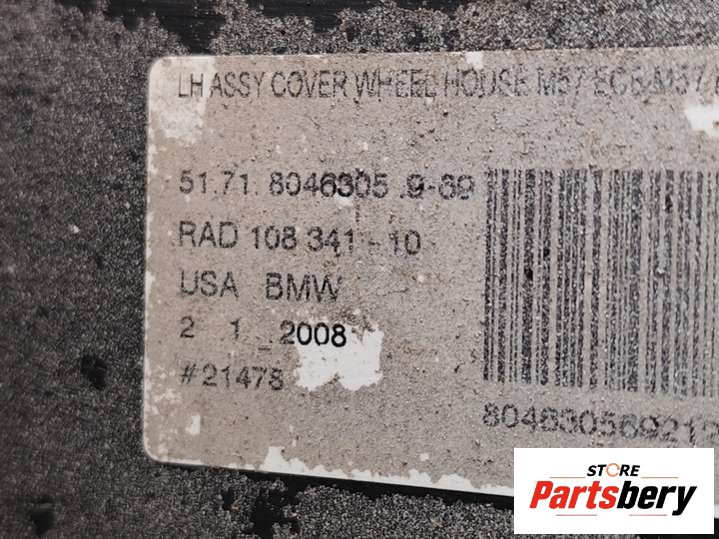 LH ASSY COVER WHEEL HOUSE M57
51.71. 8046305 .9-69
RAD 108 341 - 10
USA BMW
2 1 _ 2008
#21478
STORE
Partsbery